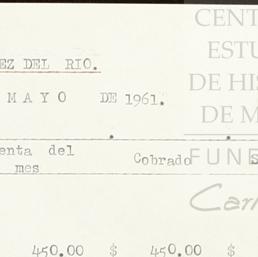 EZ DEL RIO.
MAYO DE 1961.
enta del mes
Cobrado
450.00 $ 450.00 $
CENT
ESTU
DE HIS
DE M
FUNE
Car